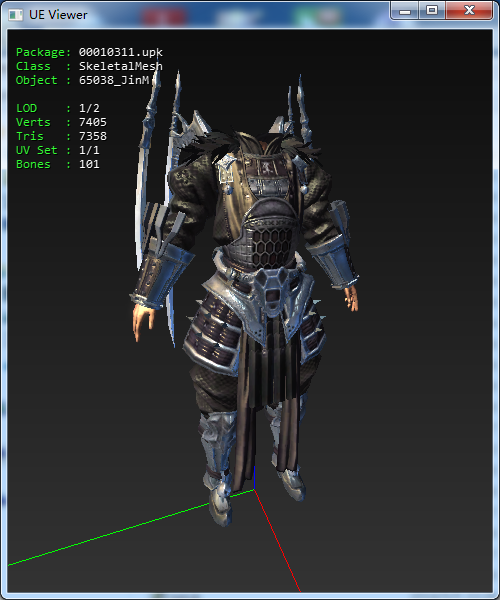 UE Viewer
Package: 00010311.upk
Class : SkeletalMesh
Object : 65038_JinM
LOD : 1/2
Verts : 7405
Tris : 7358
UV Set : 1/1
Bones : 101